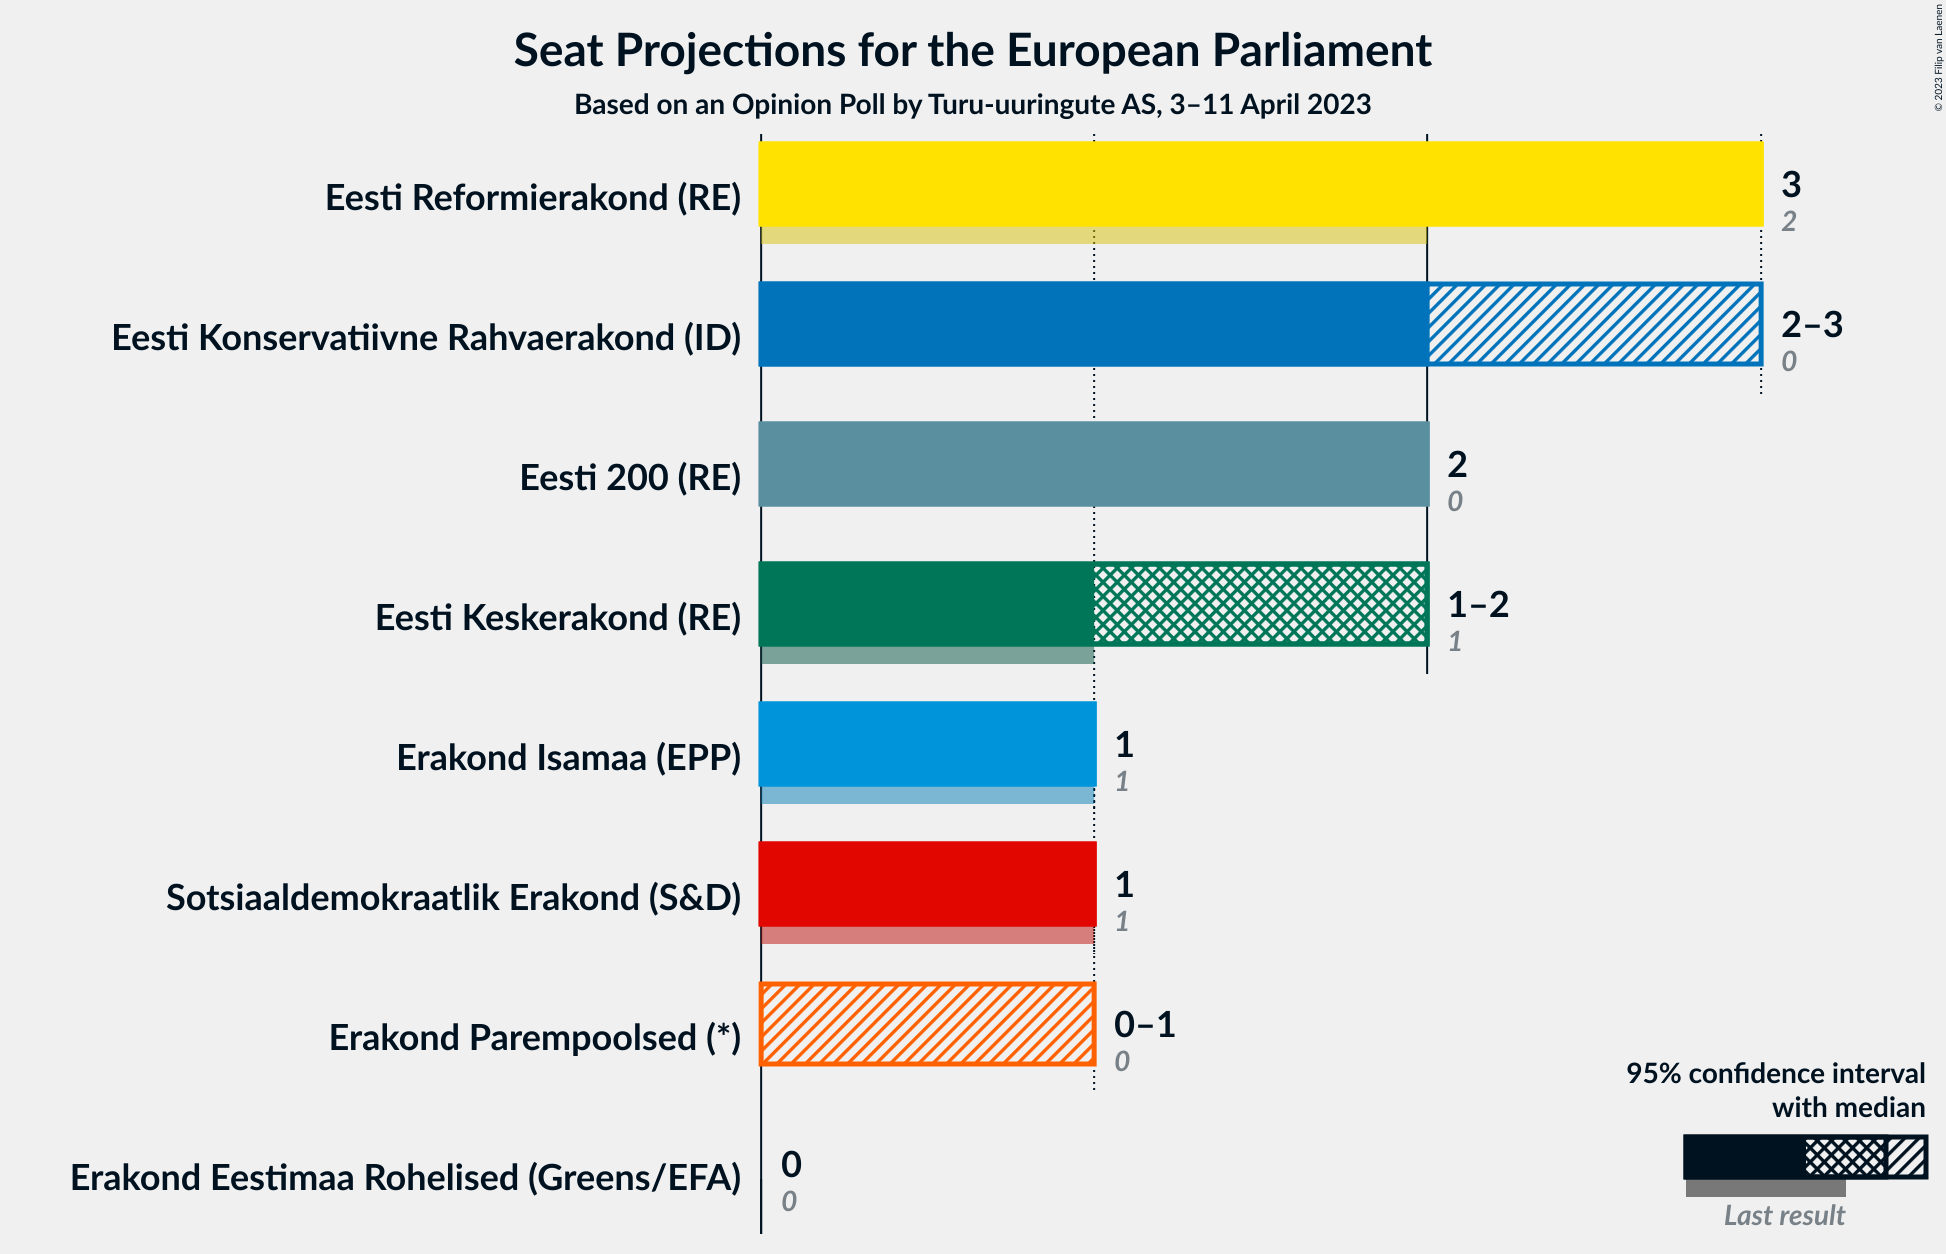 Seat Projections for the European Parliament
Based on an Opinion Poll by Turu-uuringute AS, 3–11 April 2023
© 2023 Filip van Laenen
Eesti Reformierakond (RE)
3
2
Eesti Konservatiivne Rahvaerakond (ID)
2–3
0
Eesti 200 (RE)
2
0
Eesti Keskerakond (RE)
1–2
1
Erakond Isamaa (EPP)
1
1
Sotsiaaldemokraatlik Erakond (S&D)
1
1
Erakond Parempoolsed (*)
0–1
0
Erakond Eestimaa Rohelised (Greens/EFA)
0
0
95% confidence interval
with median
Last result